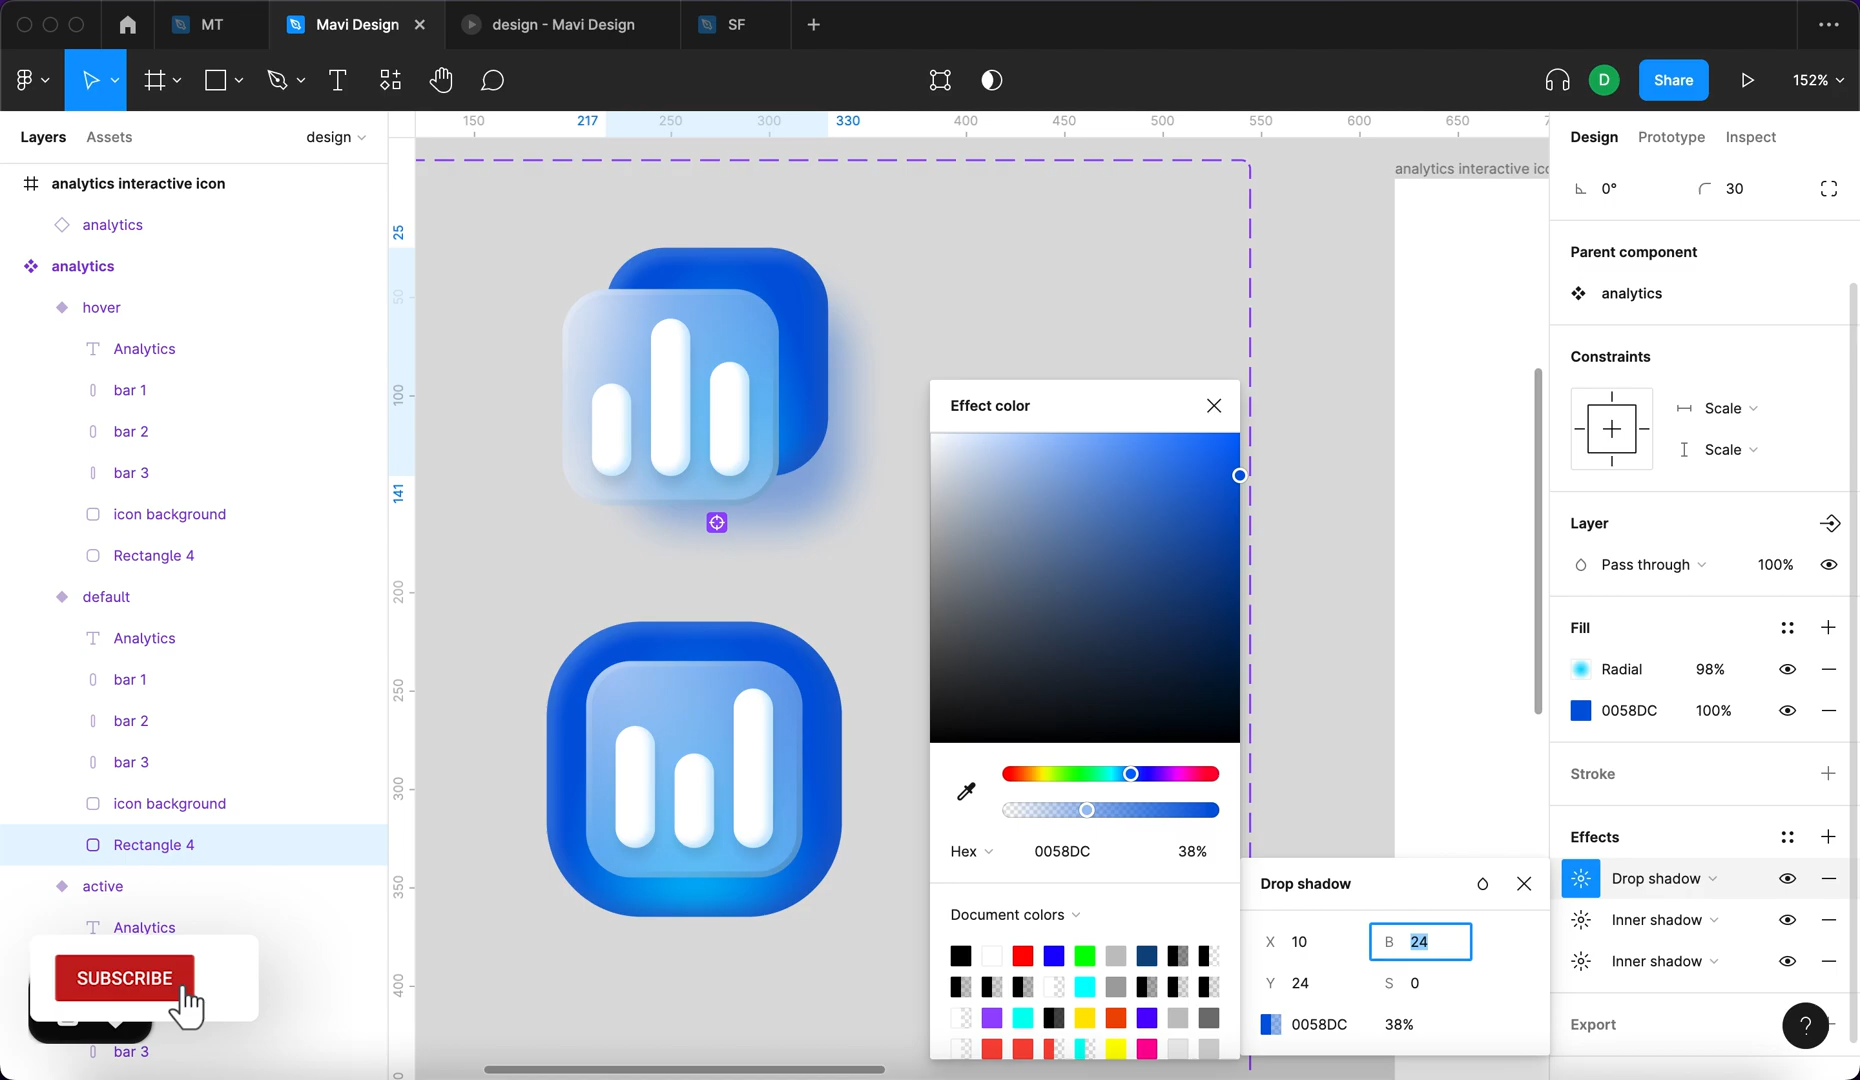 MT
Mavi Design
design - Mavi Design
SF
D
Share
152%
Layers
Assets
design
150
217
250
300
330
400
450
500
550
600
650
Design
Prototype
Inspect
analytics interactive icon
analytics
analytics
hover
Analytics
bar 1
bar 2
bar 3
icon background
Rectangle 4
default
Analytics
bar 1
bar 2
bar 3
icon background
Rectangle 4
active
Analytics
SUBSCRIBE
bar 3
25
50
100
141
200
250
300
350
400
analytics interactive ico
Effect color
Hex
0058DC
38%
Document colors
Drop shadow
X 10
B 24
Y 24
S 0
0058DC
38%
0°
30
Parent component
analytics
Constraints
Scale
Scale
Layer
Pass through
100%
Fill
Radial
98%
0058DC
100%
Stroke
Effects
Drop shadow
Inner shadow
Inner shadow
Export
?